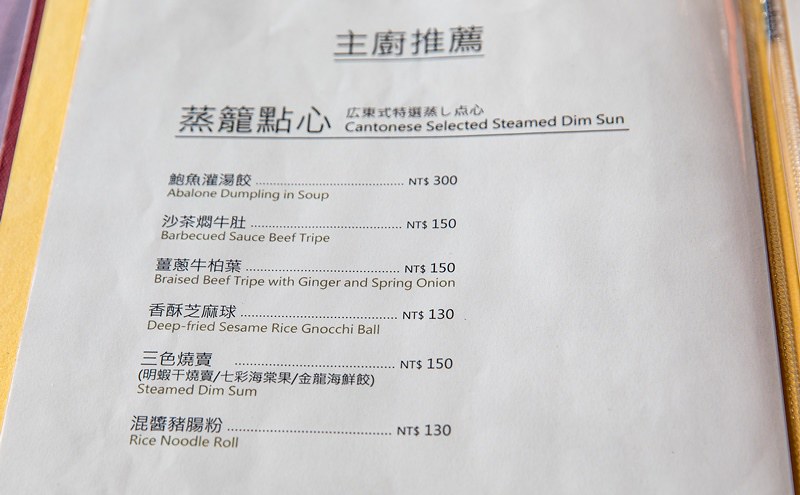 主廚推薦
蒸籠點心 広東式特選蒸し点心
Cantonese Selected Steamed Dim Sun
鮑魚灌湯餃 ........ NT$ 300
Abalone Dumpling in Soup
沙茶燜牛肚 ........ NT$ 150
Barbecued Sauce Beef Tripe
薑蔥牛柏葉 ........ NT$ 150
Braised Beef Tripe with Ginger and Spring Onion
香酥芝麻球 ........ NT$ 130
Deep-fried Sesame Rice Gnocchi Ball
三色燒賣 ........ NT$ 150
(明蝦干燒賣/七彩海棠果/金龍海鮮餃)
Steamed Dim Sum
混醬豬腸粉 ........ NT$ 130
Rice Noodle Roll